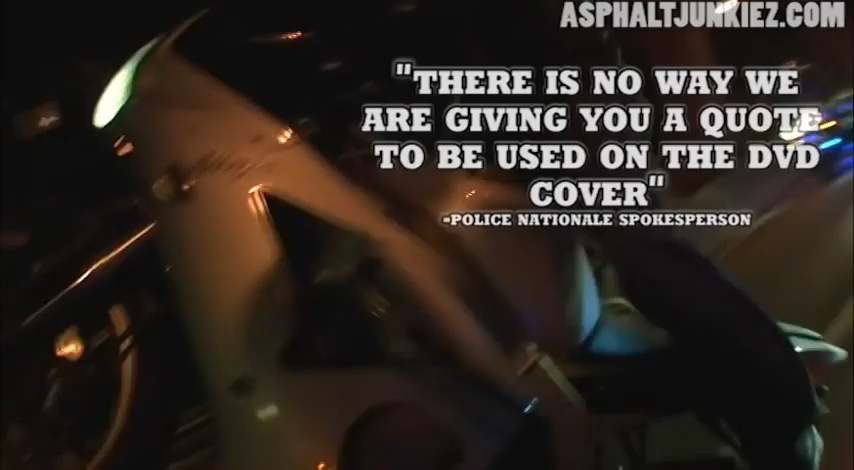 ASPHALTJUNKIEZ.COM
"THERE IS NO WAY WE
ARE GIVING YOU A QUOTE
TO BE USED ON THE DVD
COVER"
-POLICE NATIONALE SPOKESPERSON